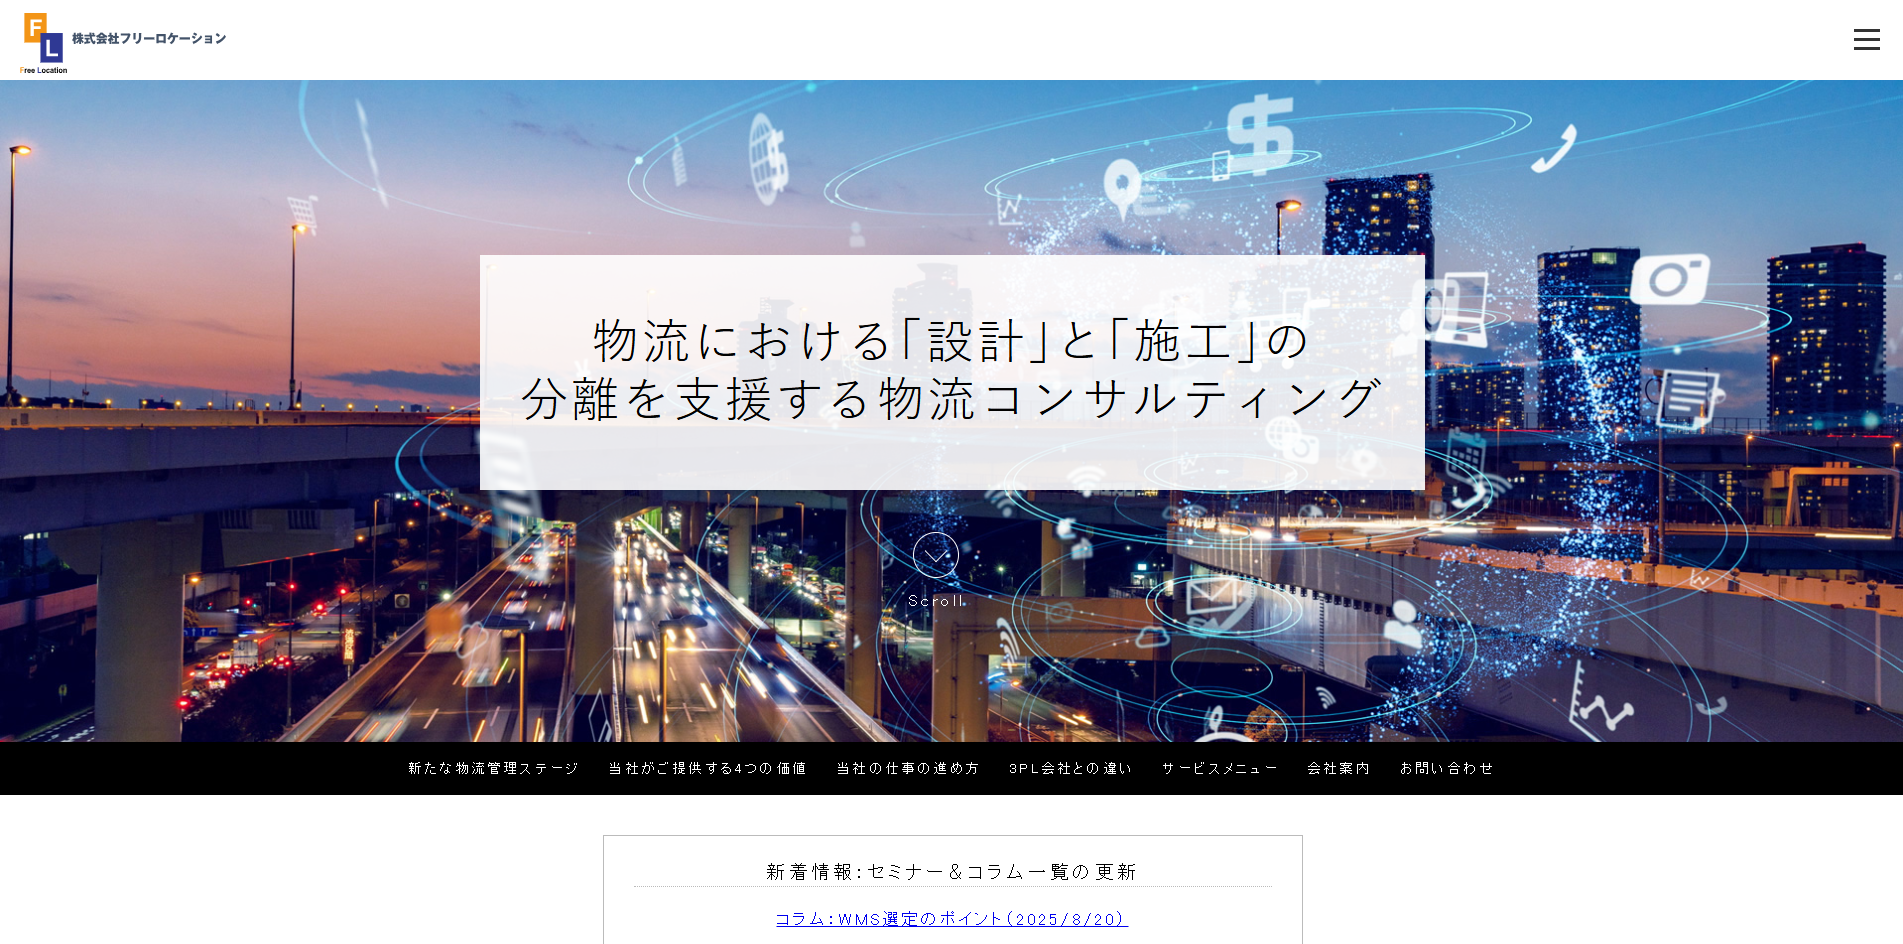 F
L
Free Location
株式会社フリーロケーション
物流における「設計」と「施工」の
分離を支援する物流コンサルティング
Scroll
新たな物流管理ステージ 当社がご提供する4つの価値 当社の仕事の進め方 3PL会社との違い サービスメニュー 会社案内 お問い合わせ
新着情報:セミナー&コラム一覧の更新
コラム：WMS選定のポイント（2025/8/20）